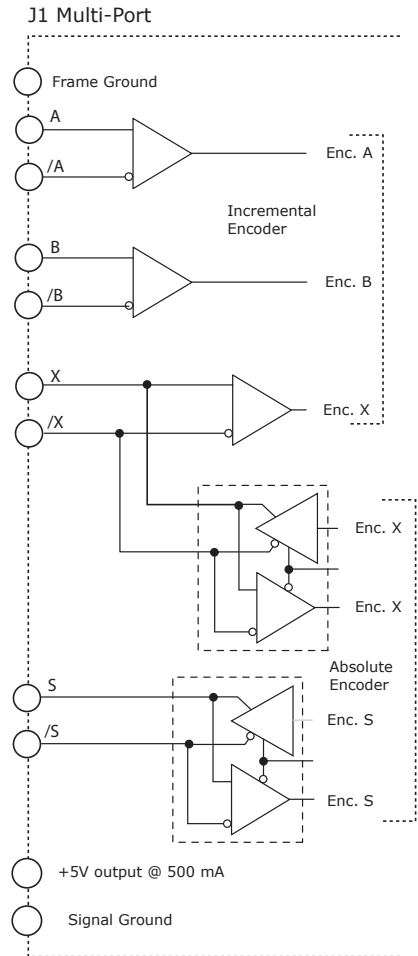 J1 Multi-Port
Frame Ground
A
/A
Enc. A
Incremental
Encoder
B
/B
Enc. B
X
/X
Enc. X
Enc. X
Enc. X
Absolute
Encoder
S
/S
Enc. S
Enc. S
+5V output @ 500 mA
Signal Ground